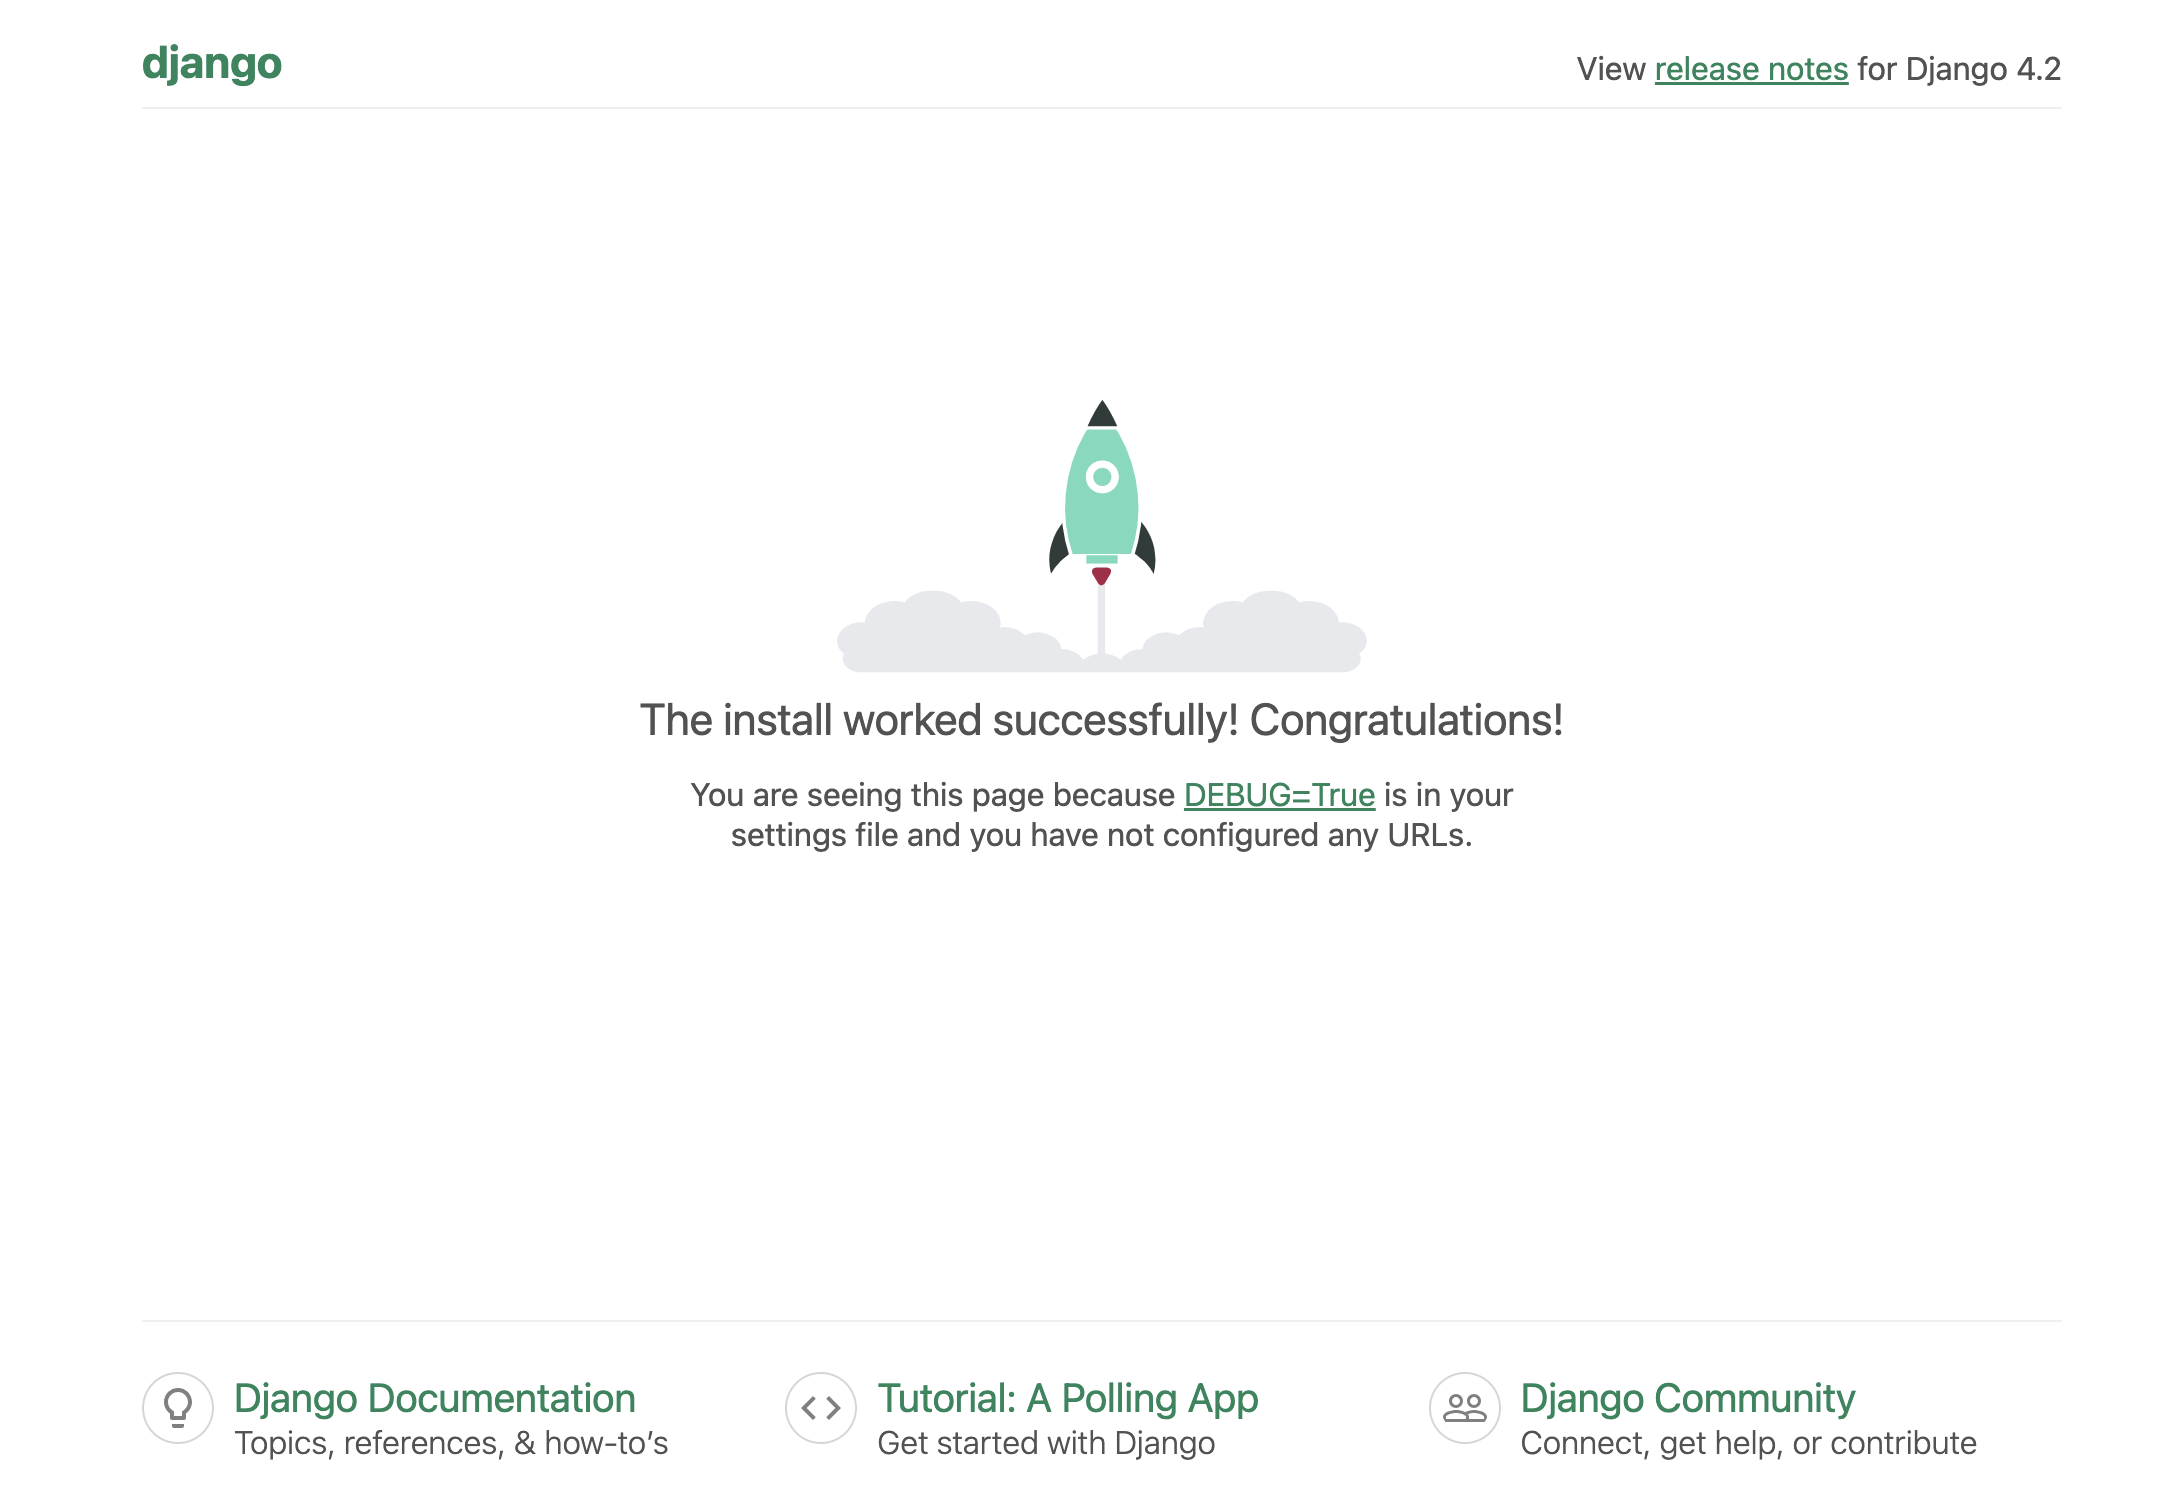 django
View release notes for Django 4.2
The install worked successfully! Congratulations!
You are seeing this page because DEBUG=True is in your
settings file and you have not configured any URLs.
Django Documentation
Topics, references, & how-to’s
Tutorial: A Polling App
Get started with Django
Django Community
Connect, get help, or contribute